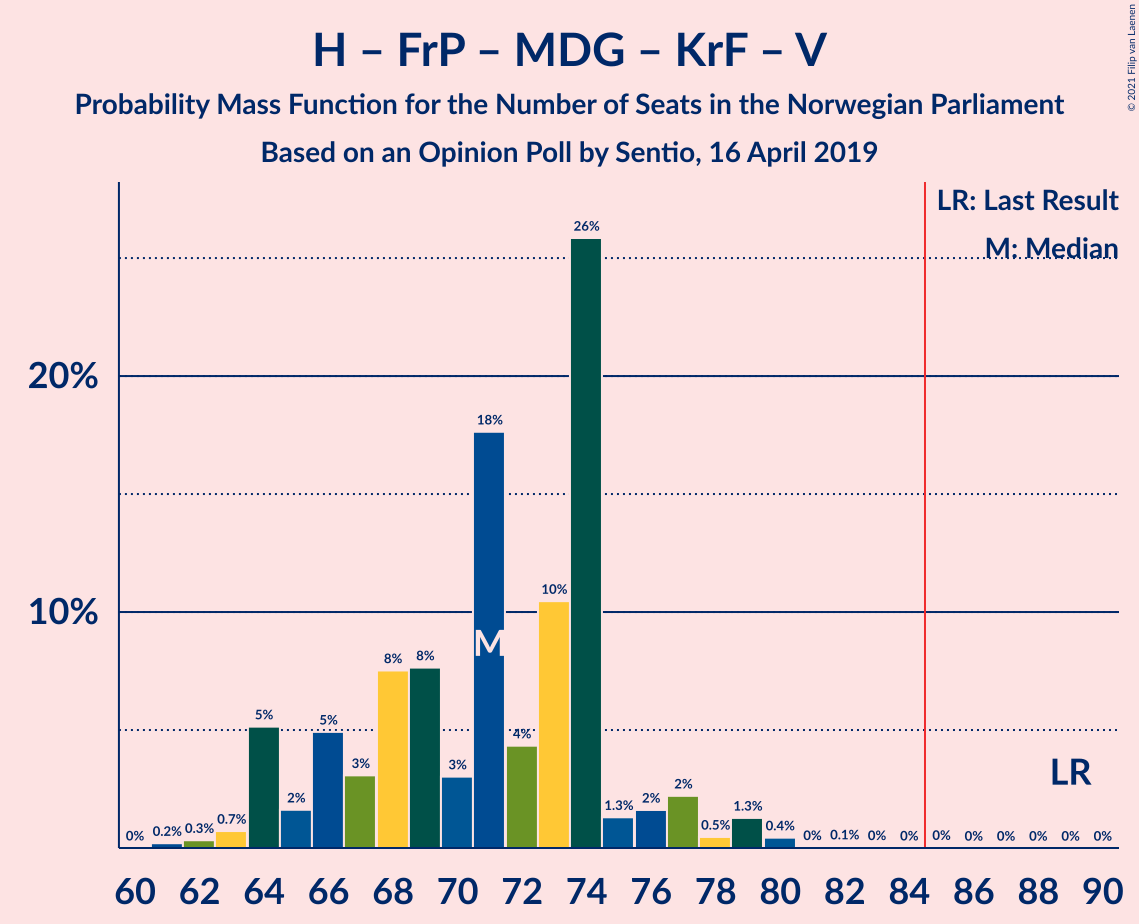 H – FrP – MDG – KrF – V
Probability Mass Function for the Number of Seats in the Norwegian Parliament
Based on an Opinion Poll by Sentio, 16 April 2019
© 2021 Filip van Laenen
LR: Last Result
M: Median
20%
10%
0% 0.2% 0.3% 0.7% 5% 2% 5% 3% 8% 8% 3% 18% 4% 10% 26% 1.3% 2% 2% 0.5% 1.3% 0.4% 0% 0.1% 0% 0% 0% 0% 0% 0% 0% 0%
M
LR
60 62 64 66 68 70 72 74 76 78 80 82 84 86 88 90